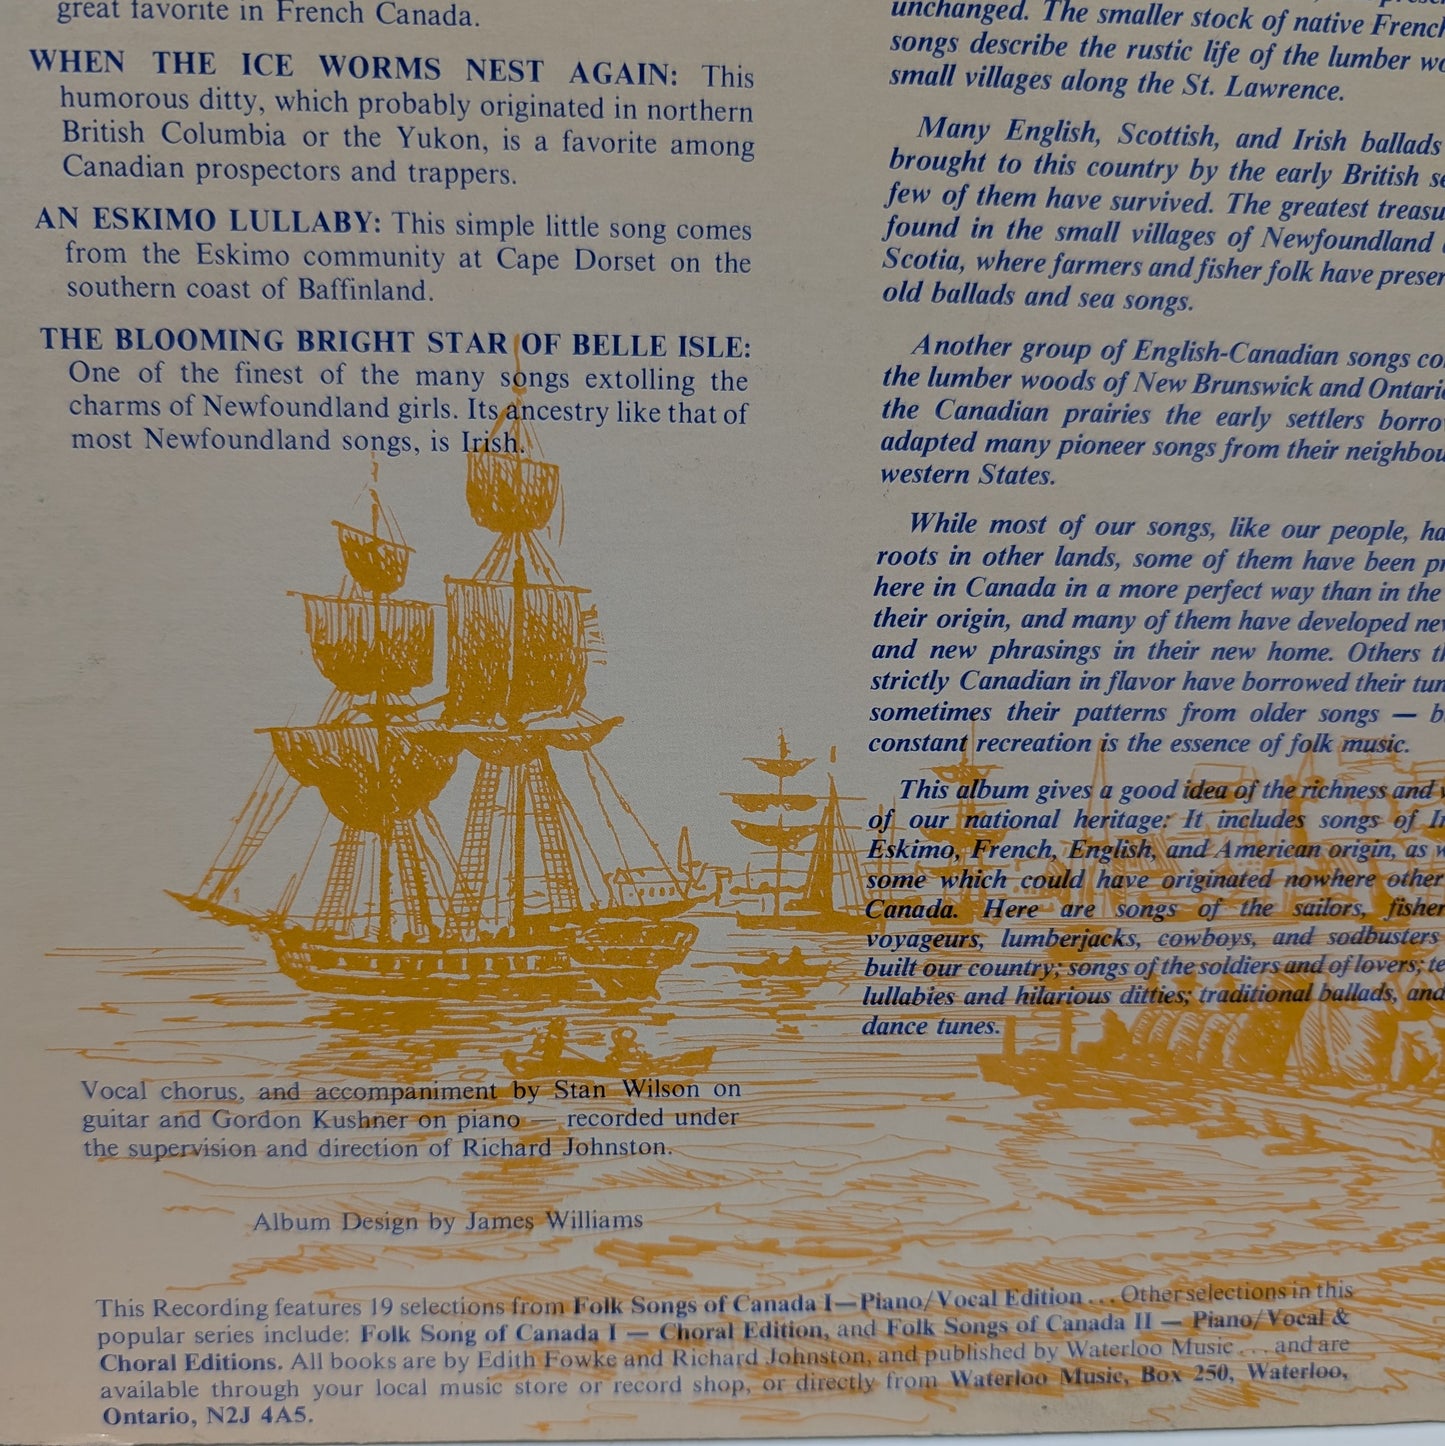 great favorite in French Canada.
WHEN THE ICE WORMS NEST AGAIN: This
humorous ditty, which probably originated in northern
British Columbia or the Yukon, is a favorite among
Canadian prospectors and trappers.
AN ESKIMO LULLABY: This simple little song comes
from the Eskimo community at Cape Dorset on the
southern coast of Baffinland.
THE BLOOMING BRIGHT STAR OF BELLE ISLE:
One of the finest of the many songs extolling the
charms of Newfoundland girls. Its ancestry like that of
most Newfoundland songs, is Irish.
Vocal chorus, and accompaniment by Stan Wilson on
guitar and Gordon Kushner on piano — recorded under
the supervision and direction of Richard Johnston.
Album Design by James Williams
unchanged. The smaller stock of native French
songs describe the rustic life of the lumber
small villages along the St. Lawrence.
Many English, Scottish, and Irish ballads
brought to this country by the early British
few of them have survived. The greatest
found in the small villages of Newfoundland
Scotia, where farmers and fisher folk have
old ballads and sea songs.
Another group of English-Canadian songs
the lumber woods of New Brunswick and
the Canadian prairies the early settlers
adapted many pioneer songs from their
western States.
While most of our songs, like our people,
roots in other lands, some of them have been
here in Canada in a more perfect way than in the
their origin, and many of them have developed
and new phrasings in their new home. Others
strictly Canadian in flavor have borrowed their
sometimes their patterns from older songs —
constant recreation is the essence of folk music.
This album gives a good idea of the richness and
of our national heritage: It includes songs of
Eskimo, French, English, and American origin, as
some which could have originated nowhere other
Canada. Here are songs of the sailors,
voyageurs, lumberjacks, cowboys, and sodbusters
built our country; songs of the soldiers and of lovers;
lullabies and hilarious ditties; traditional ballads, and
dance tunes.
This Recording features 19 selections from Folk Songs of Canada I—Piano/Vocal Edition . . . Other selections in this
popular series include: Folk Song of Canada I — Choral Edition, and Folk Songs of Canada II — Piano/Vocal &
Choral Editions. All books are by Edith Fowke and Richard Johnston, and published by Waterloo Music . . . and are
available through your local music store or record shop, or directly from Waterloo Music, Box 250, Waterloo,
Ontario, N2J 4A5.